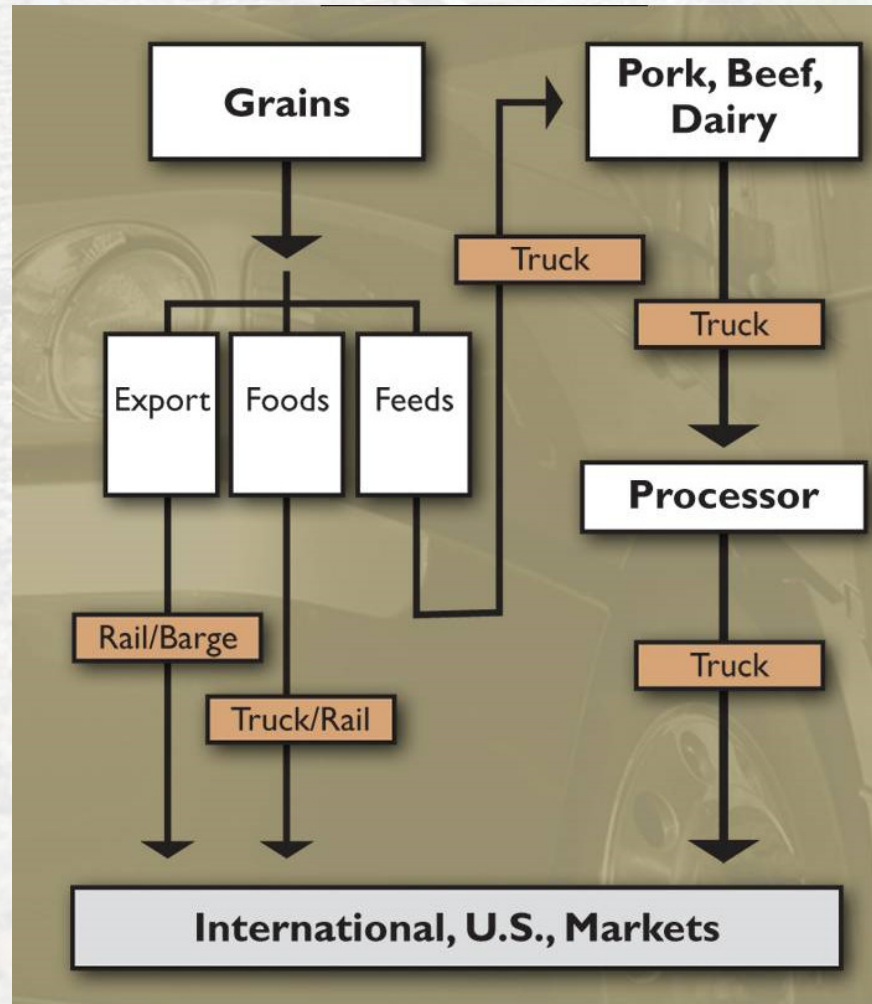 Grains
Pork, Beef,
Dairy
Truck
Truck
Export
Foods
Feeds
Processor
Rail/Barge
Truck
Truck/Rail
International, U.S., Markets